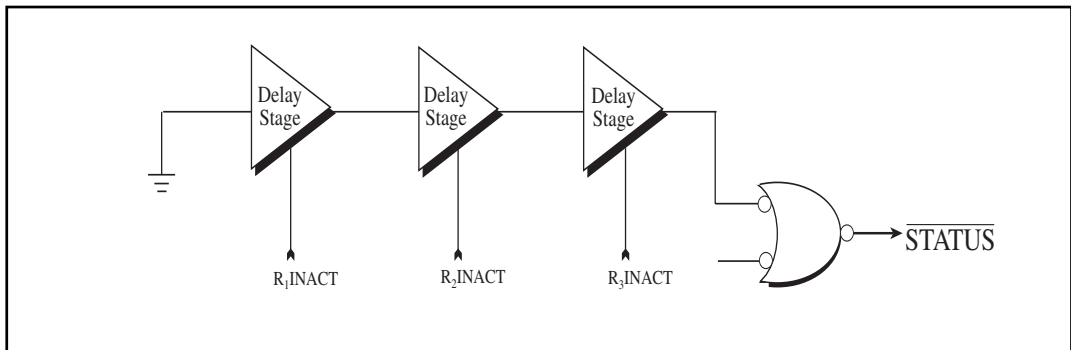 Delay
Stage
Delay
Stage
Delay
Stage
R₁INACT
R₂INACT
R₃INACT
STATUS